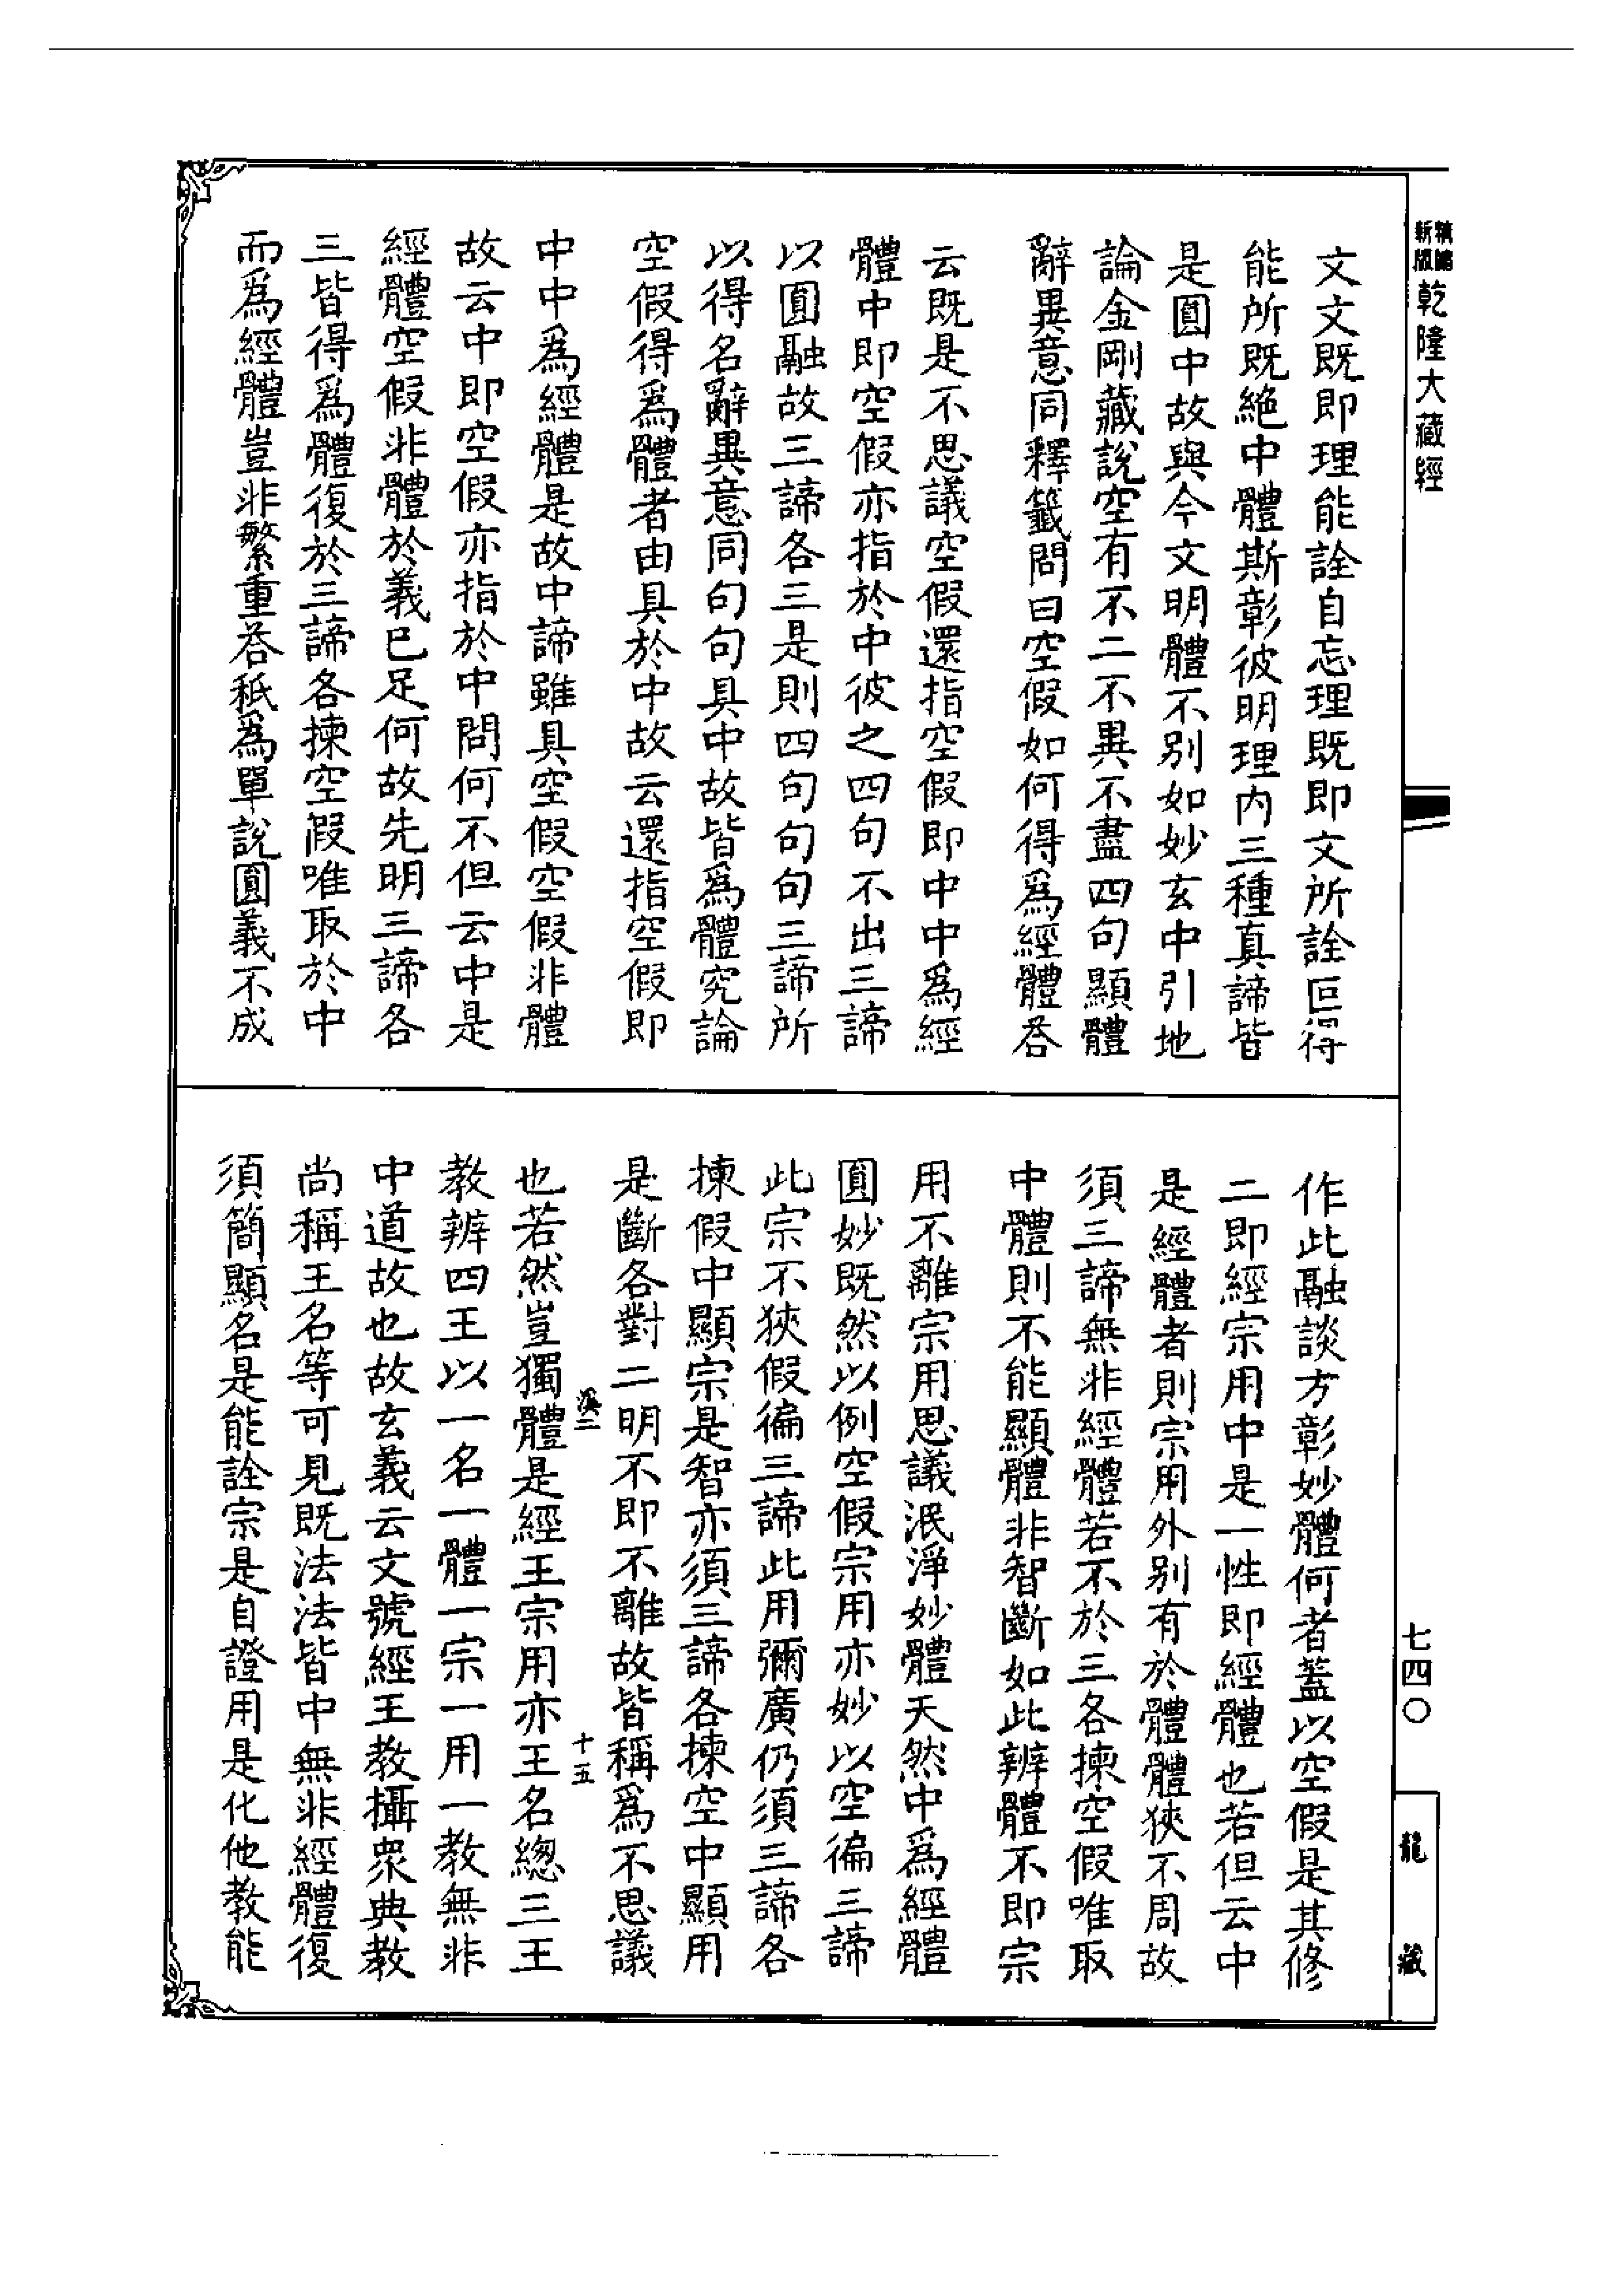 新版
精縮
乾隆大藏經
文文既即理能詮自忘理既即文所詮叵得
能所既絶中體斯彰彼明理内三種真諦皆
是圓中故與今文明體不別如妙玄中引地
論金剛藏說空有不二不異不盡四句顯體
辭異意同釋籤問曰空假如何得爲經體荅
云既是不思議空假還指空假即中中爲經
體中即空假亦指於中彼之四句不出三諦
以圓融故三諦各三是則四句句句三諦所
以得名辭異意同句句具中故皆爲體究論
空假得爲體者由具於中故云還指空假即
中中爲經體是故中諦雖具空假空假非體
故云中即空假亦指於中問何不但云中是
經體空假非體於義已足何故先明三諦各
三皆得爲體復於三諦各揀空假唯取於中
而爲經體豈非繁重荅秖爲單說圓義不成
作此融談方彰妙體何者蓋以空假是其修
二即經宗用中是一性即經體也若但云中
是經體者則宗用外别有於體體狹不周故
須三諦無非經體若不於三各揀空假唯取
中體則不能顯體非智斷如此辨體不即宗
用不離宗用思議泯淨妙體天然中爲經體
圓妙既然以例空假宗用亦妙以空徧三諦
此宗不狹假徧三諦此用彌廣仍須三諦各
揀假中顯宗是智亦須三諦各揀空中顯用
是斷各對二明不即不離故皆稱爲不思議
漠二
十五
也若然豈獨體是經王宗用亦王名總三王
教辨四王以一名一體一宗一用一教無非
中道故也故玄義云文號經王教攝眾典教
尚稱王名等可見既法法皆中無非經體復
須簡顯名是能詮宗是自證用是化他教能
七四〇
龍藏